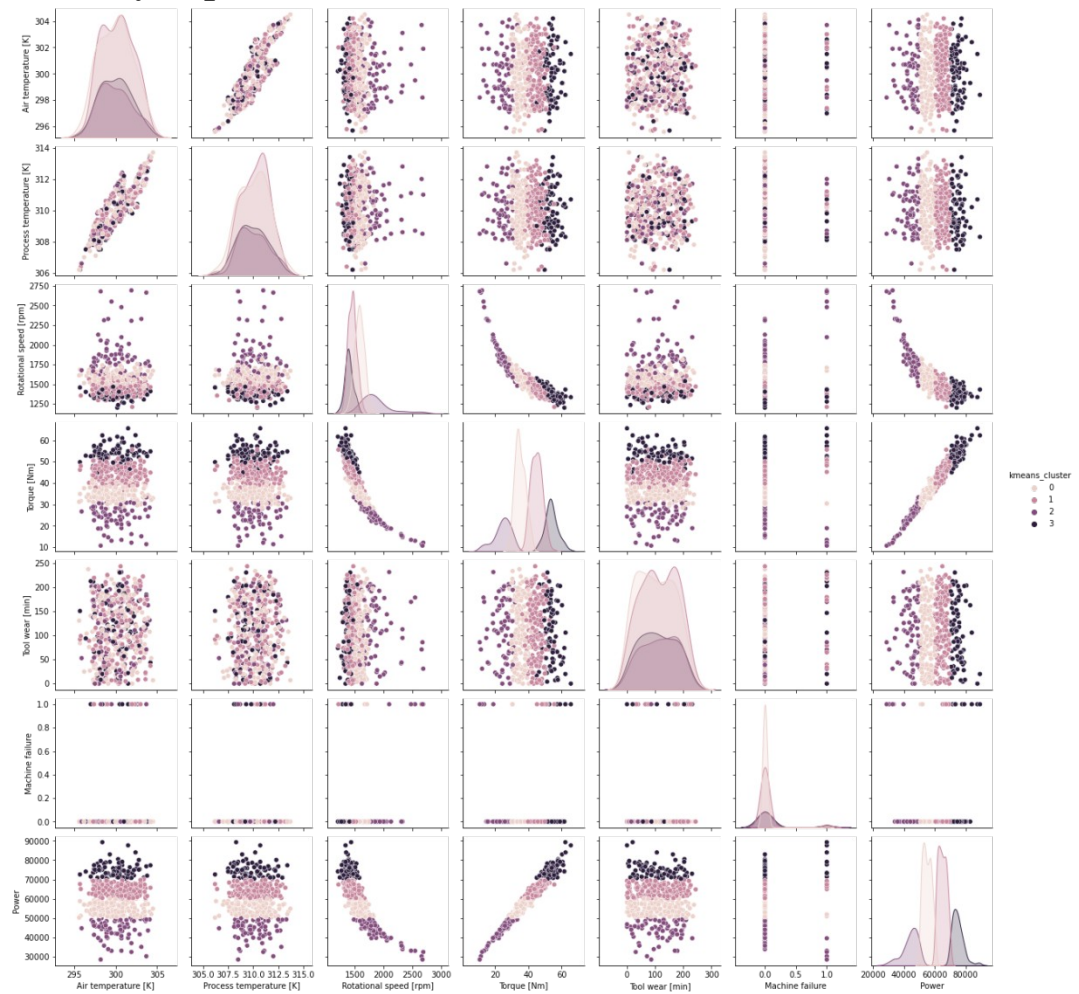 304
302
300
298
296
Air temperature [K]
314
312
310
308
306
Process temperature [K]
2750
2500
2250
2000
1750
1500
1250
Rotational speed [rpm]
60
50
40
30
20
10
Torque [Nm]
kmeans_cluster
0
1
2
3
250
200
150
100
50
0
Tool wear [min]
1.0
0.8
0.6
0.4
0.2
0.0
Machine failure
90000
80000
70000
60000
50000
40000
30000
Power
295 300 305
305.0 307.5 310.0 312.5 315.0
1500 2000 2500
20 40 60
0 100 200 300
0.0 0.5 1.0
20000 40000 60000 80000
Air temperature [K] Process temperature [K] Rotational speed [rpm] Torque [Nm] Tool wear [min] Machine failure Power